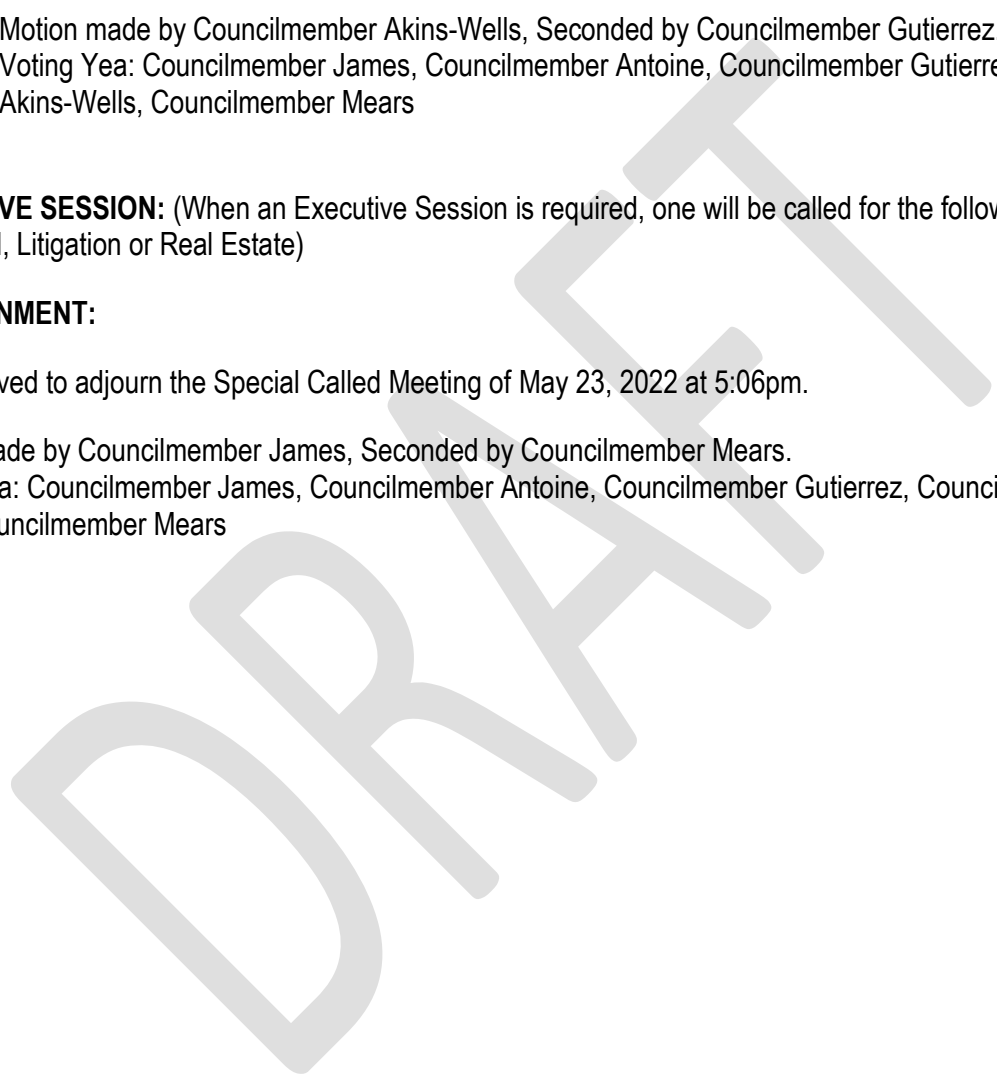 Motion made by Councilmember Akins-Wells, Seconded by Councilmember Gutierrez.
Voting Yea: Councilmember James, Councilmember Antoine, Councilmember Gutierre
Akins-Wells, Councilmember Mears
VE SESSION: (When an Executive Session is required, one will be called for the follow
, Litigation or Real Estate)
NMENT:
ved to adjourn the Special Called Meeting of May 23, 2022 at 5:06pm.
ade by Councilmember James, Seconded by Councilmember Mears.
a: Councilmember James, Councilmember Antoine, Councilmember Gutierrez, Counci
uncilmember Mears
DRAFT